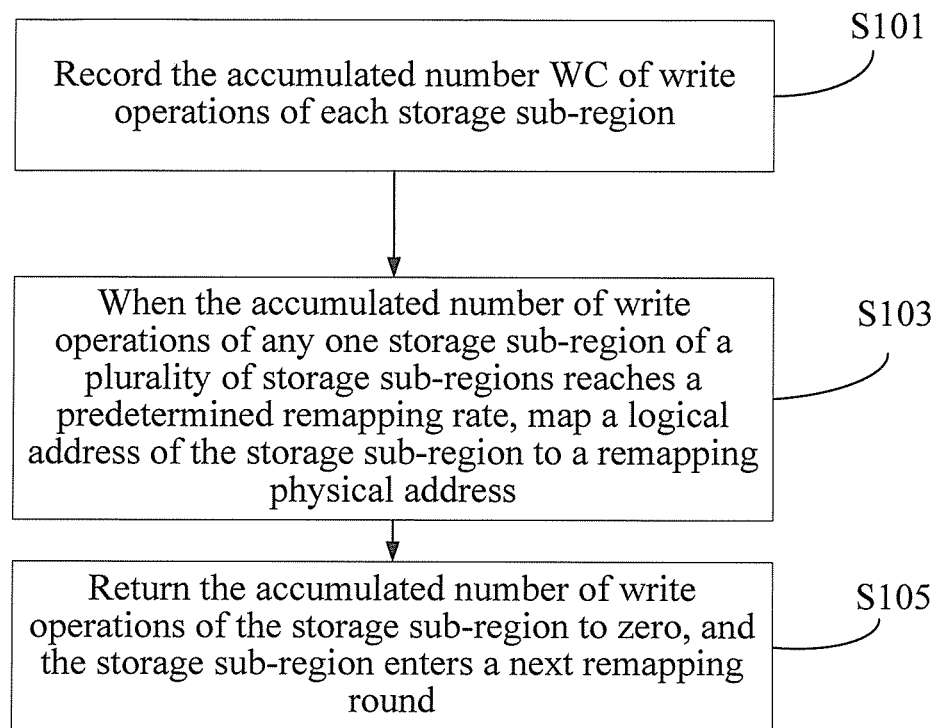 S101
Record the accumulated number WC of write
operations of each storage sub-region
S103
When the accumulated number of write
operations of any one storage sub-region of a
plurality of storage sub-regions reaches a
predetermined remapping rate, map a logical
address of the storage sub-region to a remapping
physical address
S105
Return the accumulated number of write
operations of the storage sub-region to zero, and
the storage sub-region enters a next remapping
round